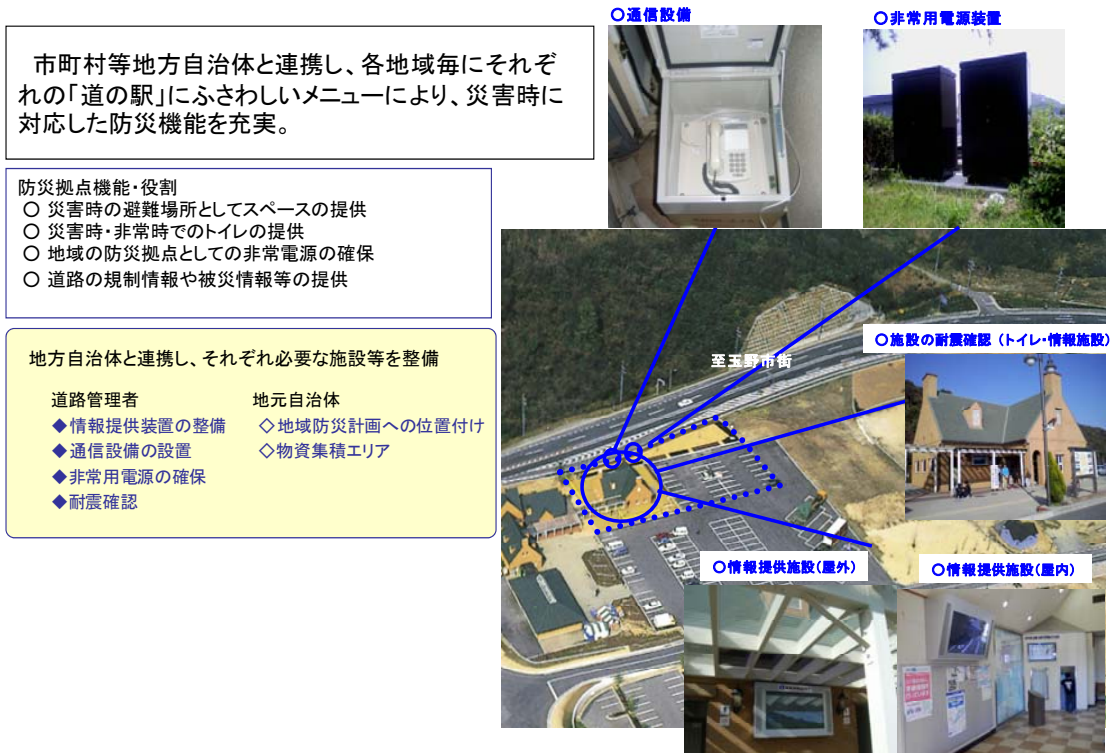 市町村等地方自治体と連携し、各地域毎にそれぞ
れの「道の駅」にふさわしいメニューにより、災害時に
対応した防災機能を充実。
防災拠点機能・役割
○ 災害時の避難場所としてスペースの提供
○ 災害時・非常時でのトイレの提供
○ 地域の防災拠点としての非常電源の確保
○ 道路の規制情報や被災情報等の提供
地方自治体と連携し、それぞれ必要な施設等を整備
道路管理者
◆情報提供装置の整備
◆通信設備の設置
◆非常用電源の確保
◆耐震確認
地元自治体
◇地域防災計画への位置付け
◇物資集積エリア
○通信設備
○非常用電源装置
至玉野市街
○施設の耐震確認（トイレ・情報施設）
○情報提供施設(屋外)
○情報提供施設(屋内)